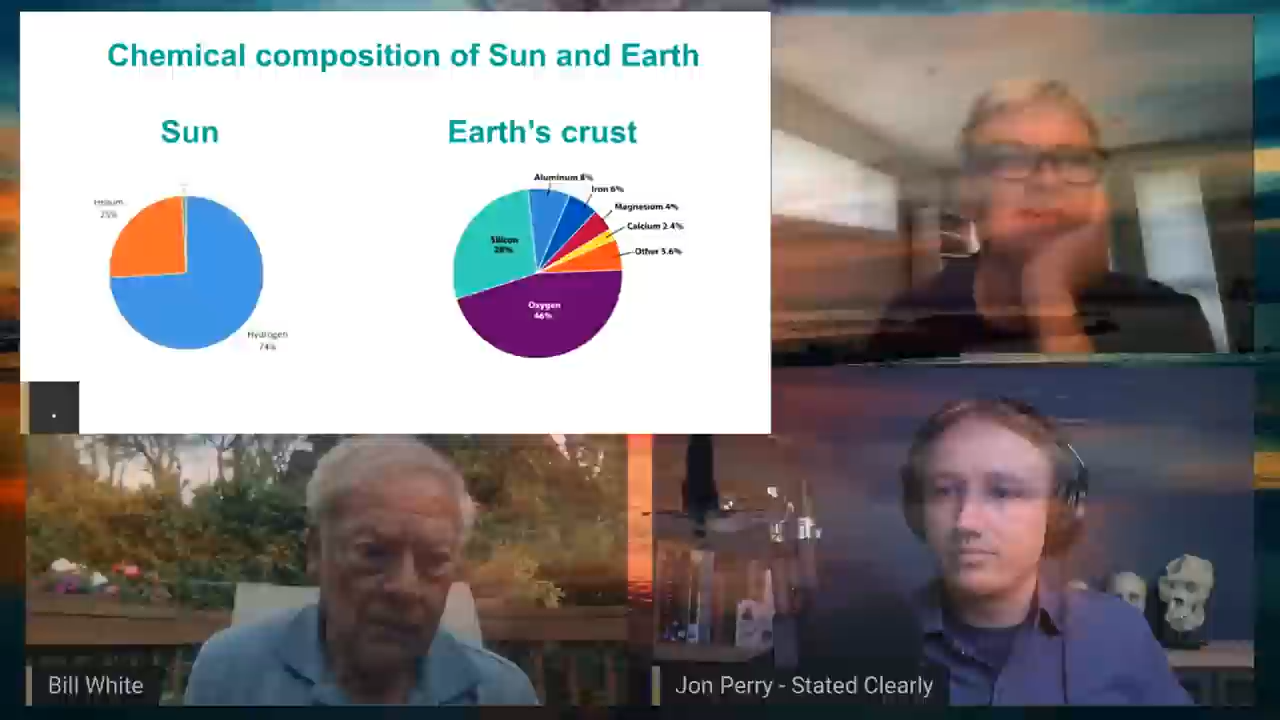 Chemical composition of Sun and Earth
Sun
Earth's crust
Helium
25%
Hydrogen
74%
Aluminum 8%
Iron 6%
Magnesium 4%
Calcium 2.4%
Other 5.6%
Silicon
28%
Oxygen
46%
Bill White
Jon Perry - Stated Clearly